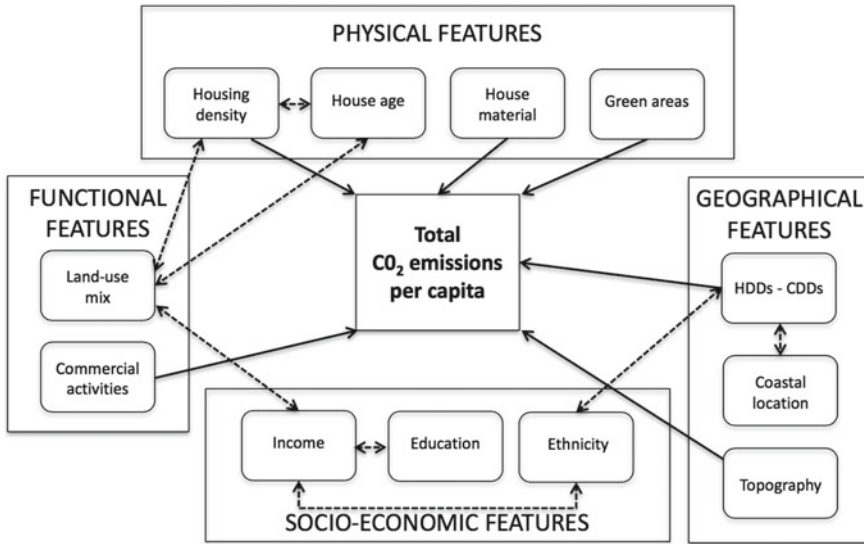 PHYSICAL FEATURES
Housing
density
House age
House
material
Green areas
FUNCTIONAL
FEATURES
Land-use
mix
Commercial
activities
Total
C0₂ emissions
per capita
GEOGRAPHICAL
FEATURES
HDDs - CDDs
Coastal
location
Topography
Income
Education
Ethnicity
SOCIO-ECONOMIC FEATURES